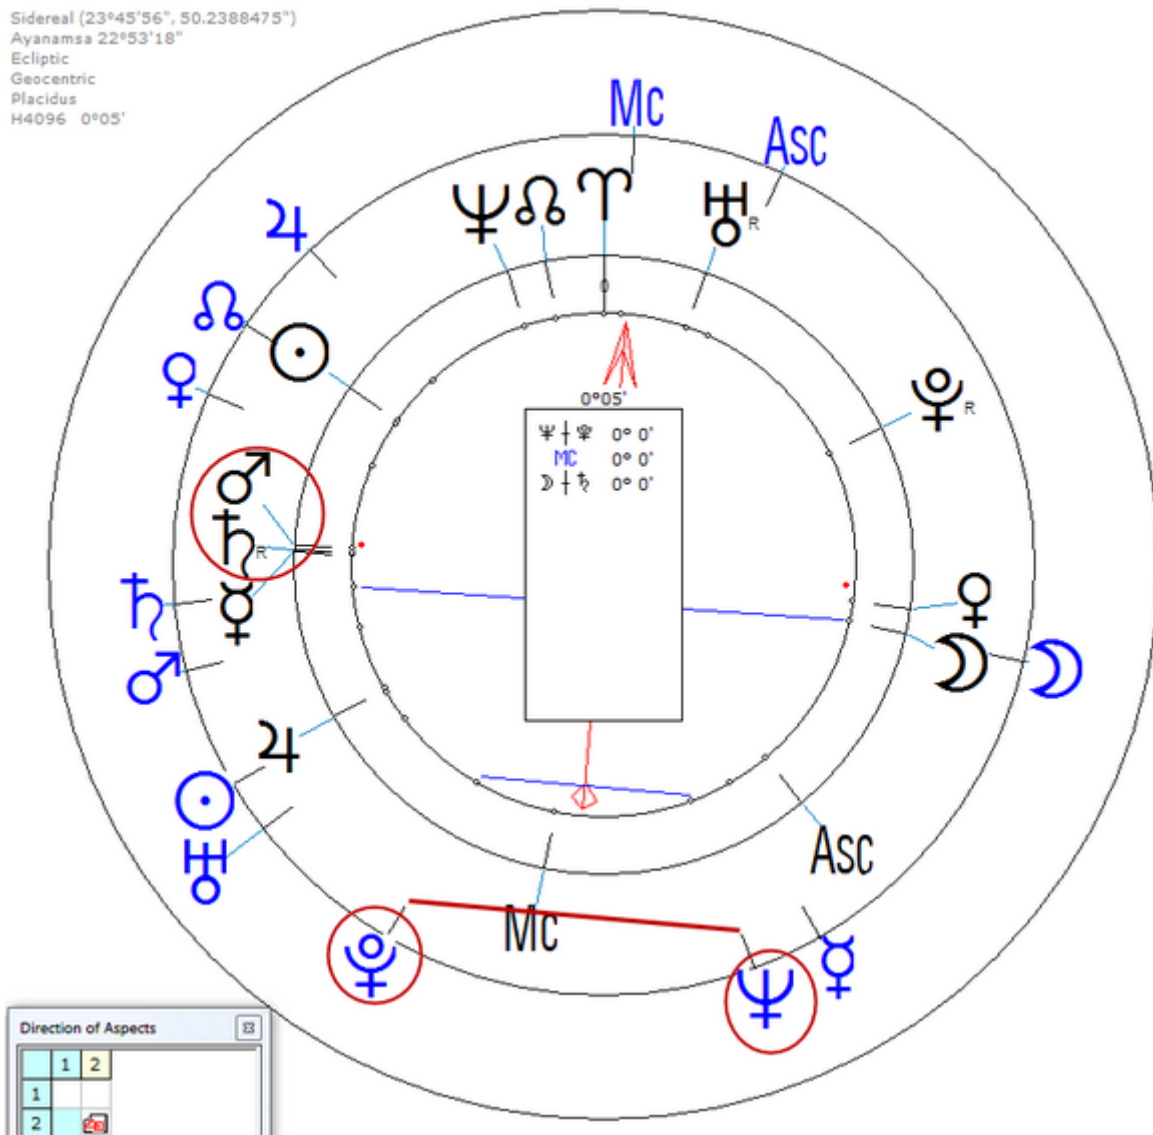 Sidereal (23°45'56", 50.2388475")
Ayanamsa 22°53'18"
Ecliptic
Geocentric
Placidus
H4096 0°05'
Mc
Asc
♃
♆ ☊ ♈ ♅ R
0
☊
☉
♀
♇ R
0°05'
♆ ┼ ⯓ 0° 0'
MC 0° 0'
☽ ┼ ♄ 0° 0'
♂
♄ R
♄ ☿
♀
♂
☽ ☽
♃
☉
♅
Asc
Mc
♇
♆ ☿
Direction of Aspects
1 2
1
2